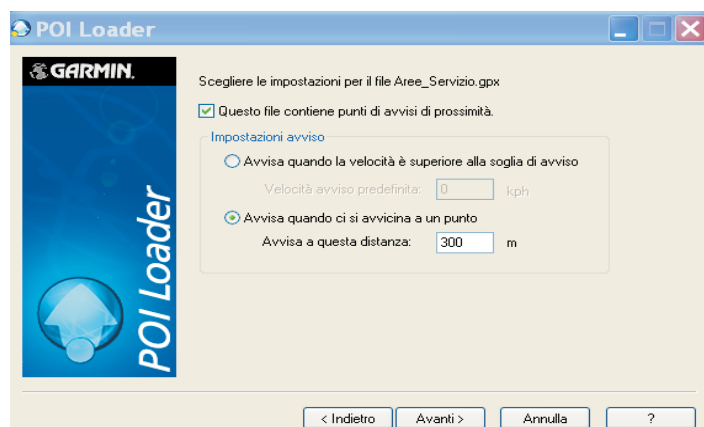 POI Loader
GARMIN.
POI Loader
Scegliere le impostazioni per il file Aree_Servizio.gpx
Questo file contiene punti di avvisi di prossimità.
Impostazioni avviso
Avvisa quando la velocità è superiore alla soglia di avviso
Velocità avviso predefinita: 0 kph
Avvisa quando ci si avvicina a un punto
Avvisa a questa distanza: 300 m
< Indietro Avanti > Annulla ?